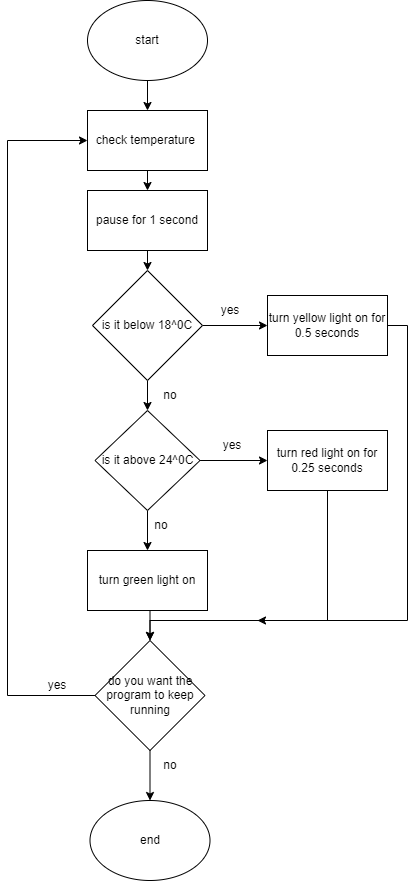 start
check temperature
pause for 1 second
is it below 18^0C
yes
turn yellow light on for
0.5 seconds
no
is it above 24^0C
yes
turn red light on for
0.25 seconds
no
turn green light on
do you want the
program to keep
running
yes
no
end